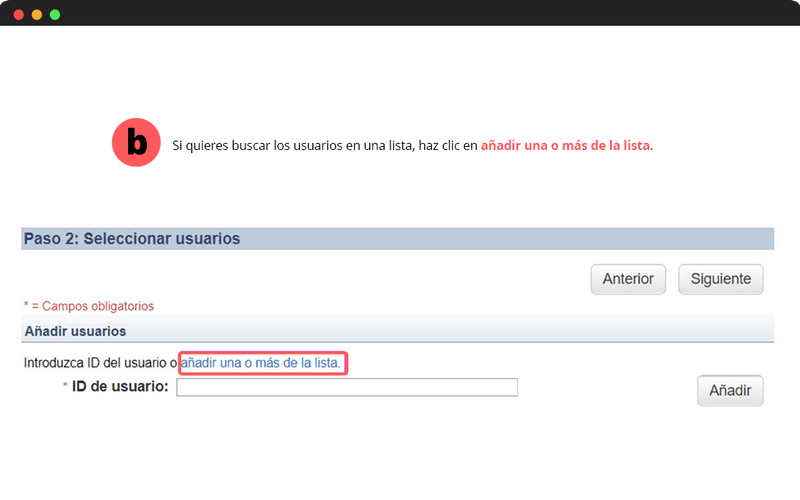 b
Si quieres buscar los usuarios en una lista, haz clic en añadir una o más de la lista.
Paso 2: Seleccionar usuarios
Anterior Siguiente
* = Campos obligatorios
Añadir usuarios
Introduzca ID del usuario o añadir una o más de la lista.
* ID de usuario:
Añadir